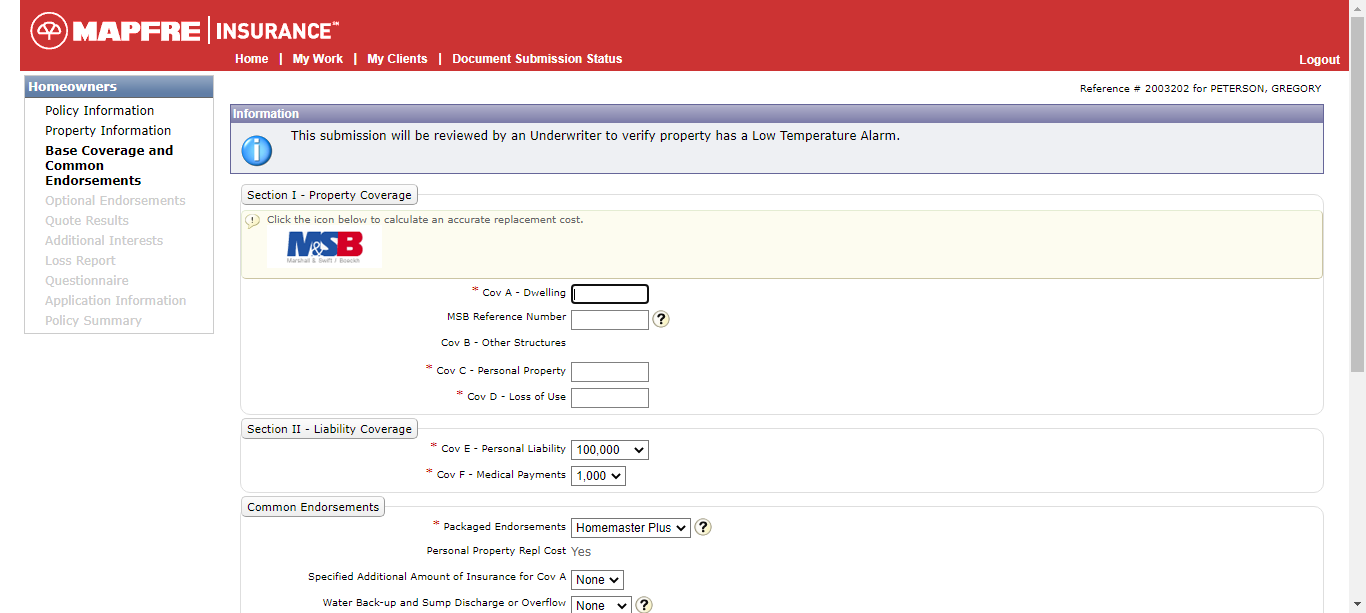 MAPFRE | INSURANCE℠
Home | My Work | My Clients | Document Submission Status
Logout
Homeowners
Policy Information
Property Information
Base Coverage and
Common
Endorsements
Optional Endorsements
Quote Results
Additional Interests
Loss Report
Questionnaire
Application Information
Policy Summary
Reference # 2003202 for PETERSON, GREGORY
Information
This submission will be reviewed by an Underwriter to verify property has a Low Temperature Alarm.
Section I - Property Coverage
Click the icon below to calculate an accurate replacement cost.
M&SB
Marshall & Swift / Boeckh
* Cov A - Dwelling
MSB Reference Number ?
Cov B - Other Structures
* Cov C - Personal Property
* Cov D - Loss of Use
Section II - Liability Coverage
* Cov E - Personal Liability 100,000
* Cov F - Medical Payments 1,000
Common Endorsements
* Packaged Endorsements Homemaster Plus ?
Personal Property Repl Cost Yes
Specified Additional Amount of Insurance for Cov A None
Water Back-up and Sump Discharge or Overflow None ?